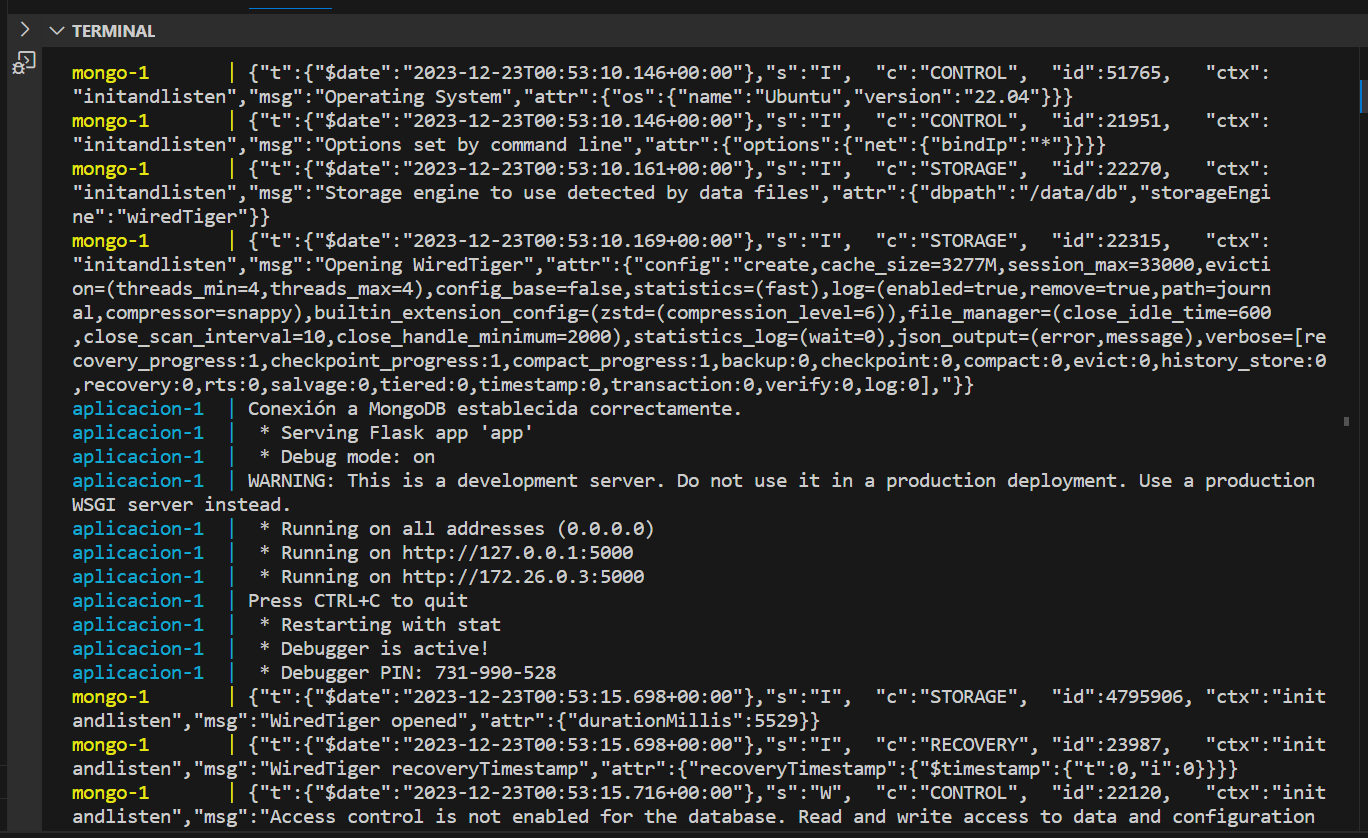 TERMINAL
mongo-1       | {"t":{"$date":"2023-12-23T00:53:10.146+00:00"},"s":"I",  "c":"CONTROL",  "id":51765,   "ctx":
"initandlisten","msg":"Operating System","attr":{"os":{"name":"Ubuntu","version":"22.04"}}}
mongo-1       | {"t":{"$date":"2023-12-23T00:53:10.146+00:00"},"s":"I",  "c":"CONTROL",  "id":21951,   "ctx":
"initandlisten","msg":"Options set by command line","attr":{"options":{"net":{"bindIp":"*"}}}}
mongo-1       | {"t":{"$date":"2023-12-23T00:53:10.161+00:00"},"s":"I",  "c":"STORAGE",  "id":22270,   "ctx":
"initandlisten","msg":"Storage engine to use detected by data files","attr":{"dbpath":"/data/db","storageEngi
ne":"wiredTiger"}}
mongo-1       | {"t":{"$date":"2023-12-23T00:53:10.169+00:00"},"s":"I",  "c":"STORAGE",  "id":22315,   "ctx":
"initandlisten","msg":"Opening WiredTiger","attr":{"config":"create,cache_size=3277M,session_max=33000,evicti
on=(threads_min=4,threads_max=4),config_base=false,statistics=(fast),log=(enabled=true,remove=true,path=journ
al,compressor=snappy),builtin_extension_config=(zstd=(compression_level=6)),file_manager=(close_idle_time=600
,close_scan_interval=10,close_handle_minimum=2000),statistics_log=(wait=0),json_output=(error,message),verbose=[re
covery_progress:1,checkpoint_progress:1,compact_progress:1,backup:0,checkpoint:0,compact:0,evict:0,history_store:0
,recovery:0,rts:0,salvage:0,tiered:0,timestamp:0,transaction:0,verify:0,log:0],"}}
aplicacion-1  | Conexión a MongoDB establecida correctamente.
aplicacion-1  |  * Serving Flask app 'app'
aplicacion-1  |  * Debug mode: on
aplicacion-1  | WARNING: This is a development server. Do not use it in a production deployment. Use a production
WSGI server instead.
aplicacion-1  |  * Running on all addresses (0.0.0.0)
aplicacion-1  |  * Running on http://127.0.0.1:5000
aplicacion-1  |  * Running on http://172.26.0.3:5000
aplicacion-1  | Press CTRL+C to quit
aplicacion-1  |  * Restarting with stat
aplicacion-1  |  * Debugger is active!
aplicacion-1  |  * Debugger PIN: 731-990-528
mongo-1       | {"t":{"$date":"2023-12-23T00:53:15.698+00:00"},"s":"I",  "c":"STORAGE",  "id":4795906, "ctx":"init
andlisten","msg":"WiredTiger opened","attr":{"durationMillis":5529}}
mongo-1       | {"t":{"$date":"2023-12-23T00:53:15.698+00:00"},"s":"I",  "c":"RECOVERY", "id":23987,   "ctx":"init
andlisten","msg":"WiredTiger recoveryTimestamp","attr":{"recoveryTimestamp":{"$timestamp":{"t":0,"i":0}}}}
mongo-1       | {"t":{"$date":"2023-12-23T00:53:15.716+00:00"},"s":"W",  "c":"CONTROL",  "id":22120,   "ctx":"init
andlisten","msg":"Access control is not enabled for the database. Read and write access to data and configuration